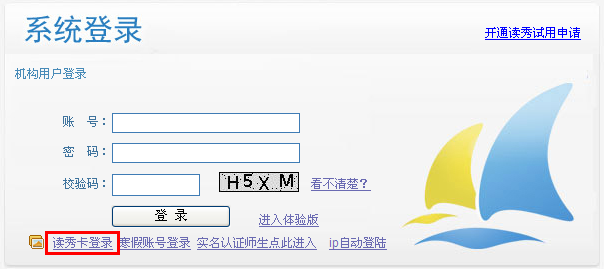 系统登录
开通读秀试用申请
机构用户登录
账 号：
密 码：
校验码： H5XM 看不清楚？
登 录 进入体验版
读秀卡登录 寒假账号登录 实名认证师生点此进入 ip自动登陆